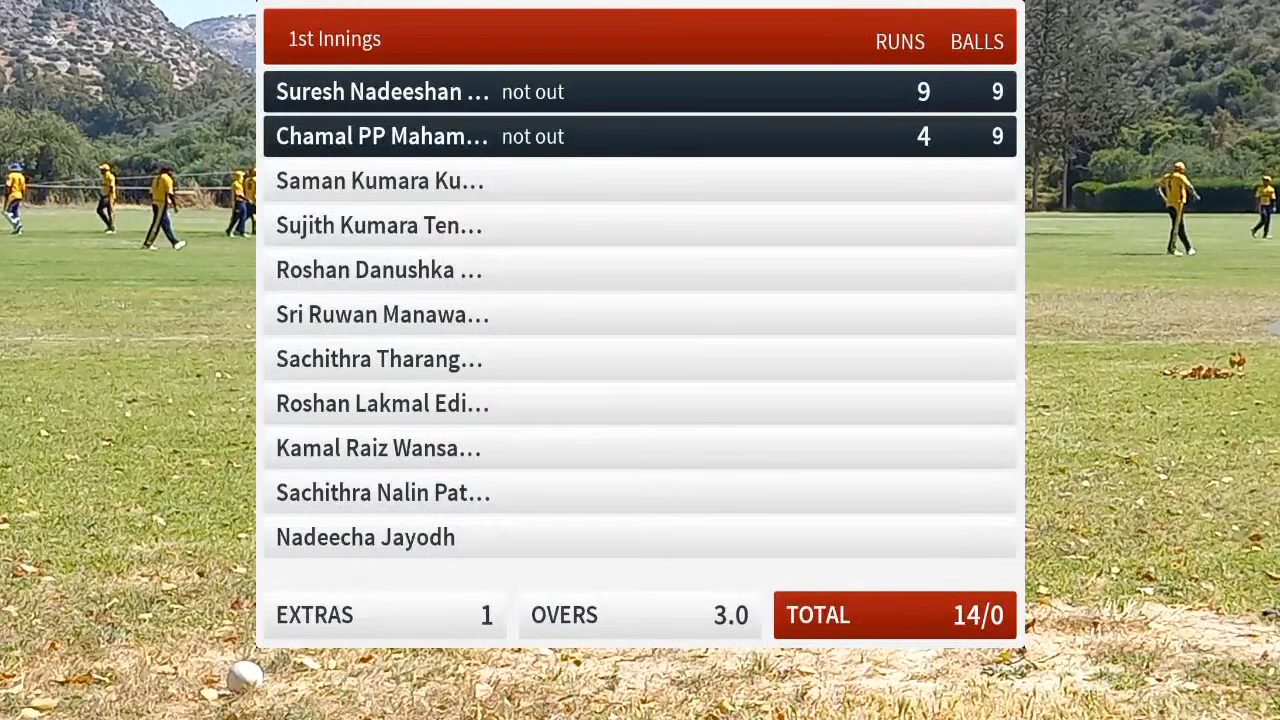 1st Innings RUNS BALLS
Suresh Nadeeshan ... not out 9 9
Chamal PP Maham... not out 4 9
Saman Kumara Ku...
Sujith Kumara Ten...
Roshan Danushka ...
Sri Ruwan Manawa...
Sachithra Tharang...
Roshan Lakmal Edi...
Kamal Raiz Wansa...
Sachithra Nalin Pat...
Nadeecha Jayodh
EXTRAS 1 OVERS 3.0 TOTAL 14/0